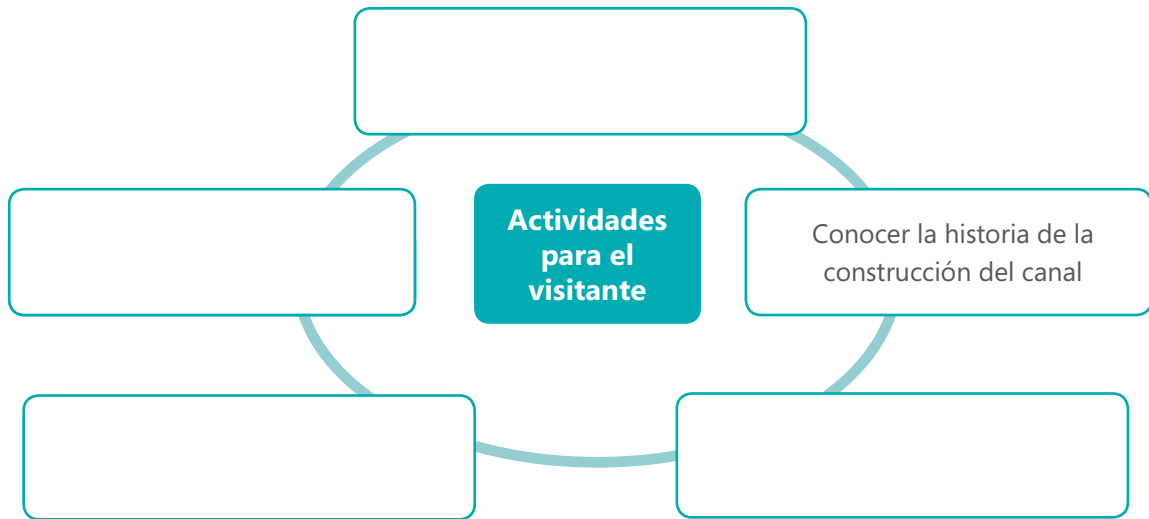 Actividades
para el
visitante
Conocer la historia de la
construcción del canal